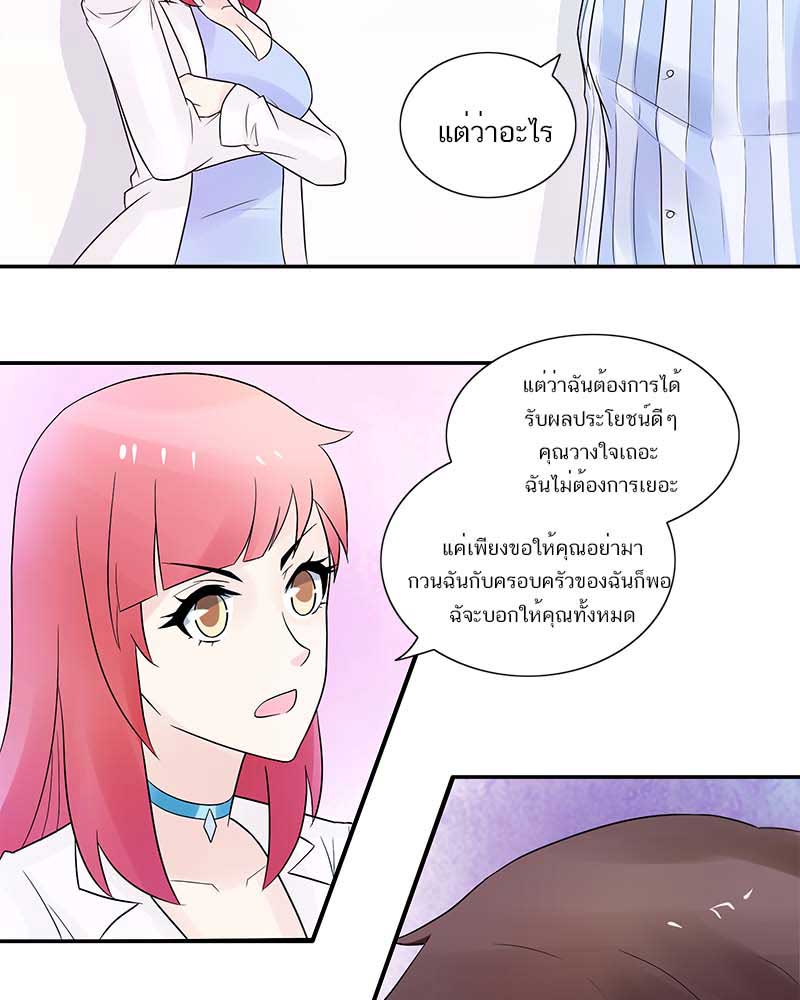 แต่ว่าอะไร
แต่ว่าฉันต้องการได้
รับผลประโยชน์ดีๆ
คุณวางใจเถอะ
ฉันไม่ต้องการเยอะ
แค่เพียงขอให้คุณอย่ามา
กวนฉันกับครอบครัวของฉันก็พอ
ฉัจะบอกให้คุณทั้งหมด